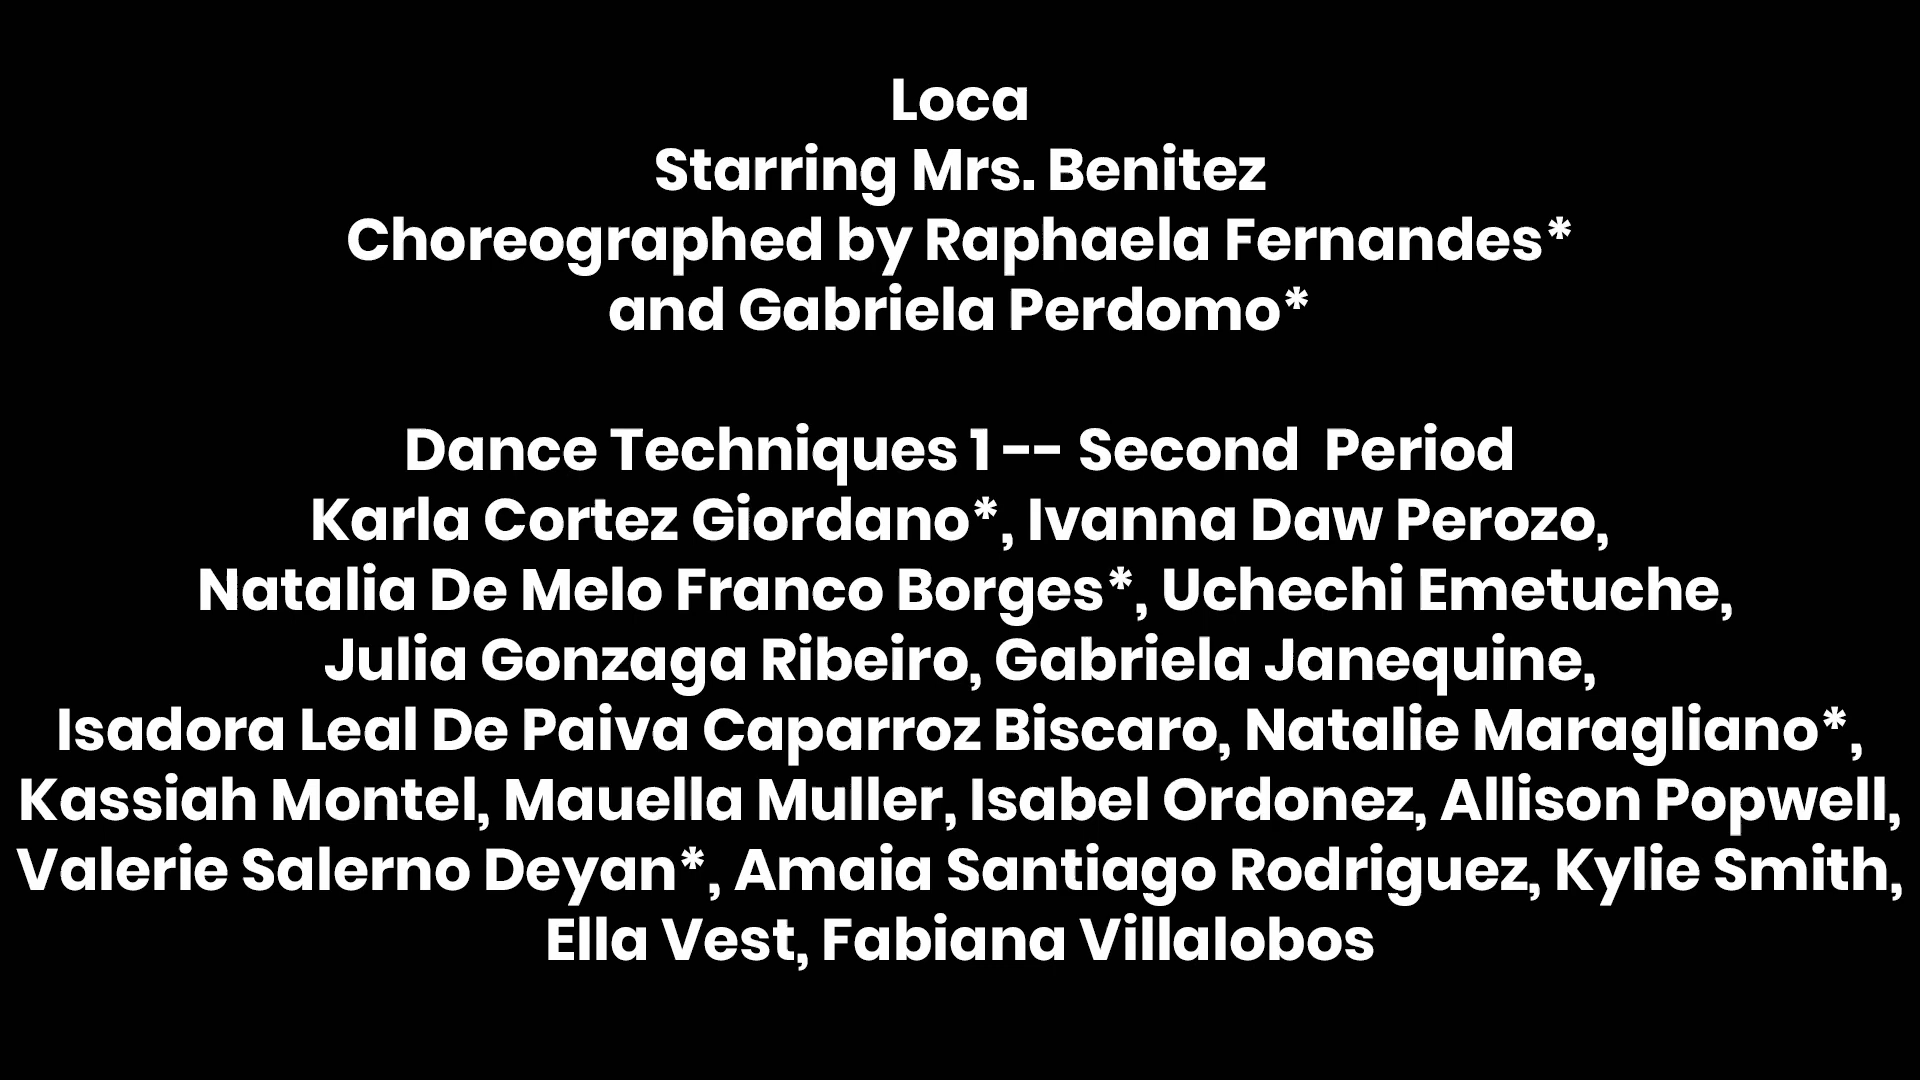 Loca
Starring Mrs. Benitez
Choreographed by Raphaela Fernandes*
and Gabriela Perdomo*
Dance Techniques 1 -- Second  Period
Karla Cortez Giordano*, Ivanna Daw Perozo,
Natalia De Melo Franco Borges*, Uchechi Emetuche,
Julia Gonzaga Ribeiro, Gabriela Janequine,
Isadora Leal De Paiva Caparroz Biscaro, Natalie Maragliano*,
Kassiah Montel, Mauella Muller, Isabel Ordonez, Allison Popwell,
Valerie Salerno Deyan*, Amaia Santiago Rodriguez, Kylie Smith,
Ella Vest, Fabiana Villalobos